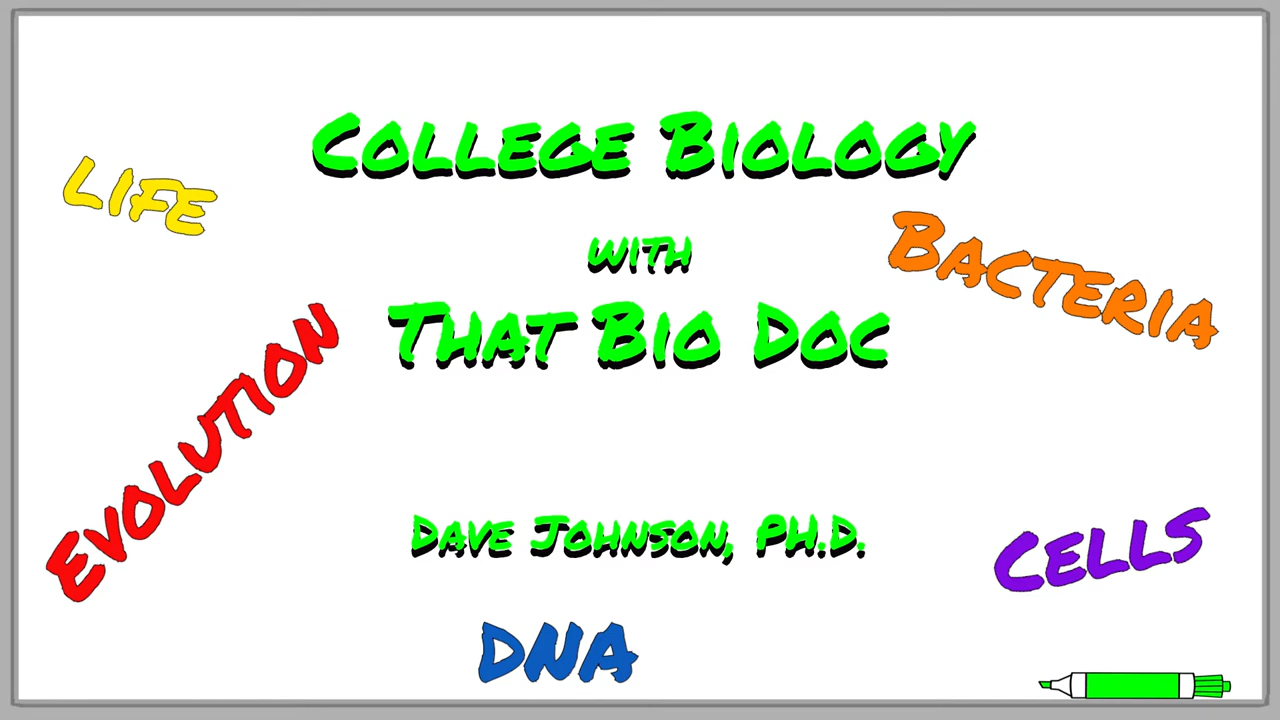 College Biology
Life
Bacteria
with
That Bio Doc
Evolution
Dave Johnson, PH.D.
Cells
DNA